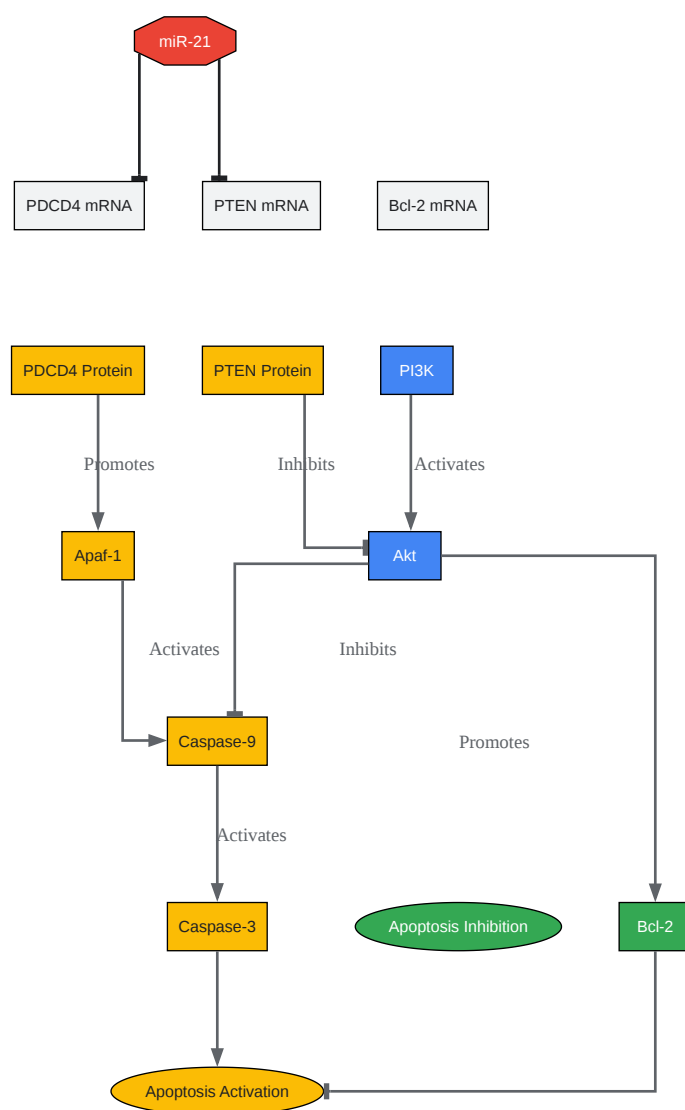 miR-21
PDCD4 mRNA
PTEN mRNA
Bcl-2 mRNA
PDCD4 Protein
PTEN Protein
PI3K
Promotes
Inhibits
Activates
Apaf-1
Akt
Activates
Inhibits
Caspase-9
Promotes
Activates
Caspase-3
Apoptosis Inhibition
Bcl-2
Apoptosis Activation